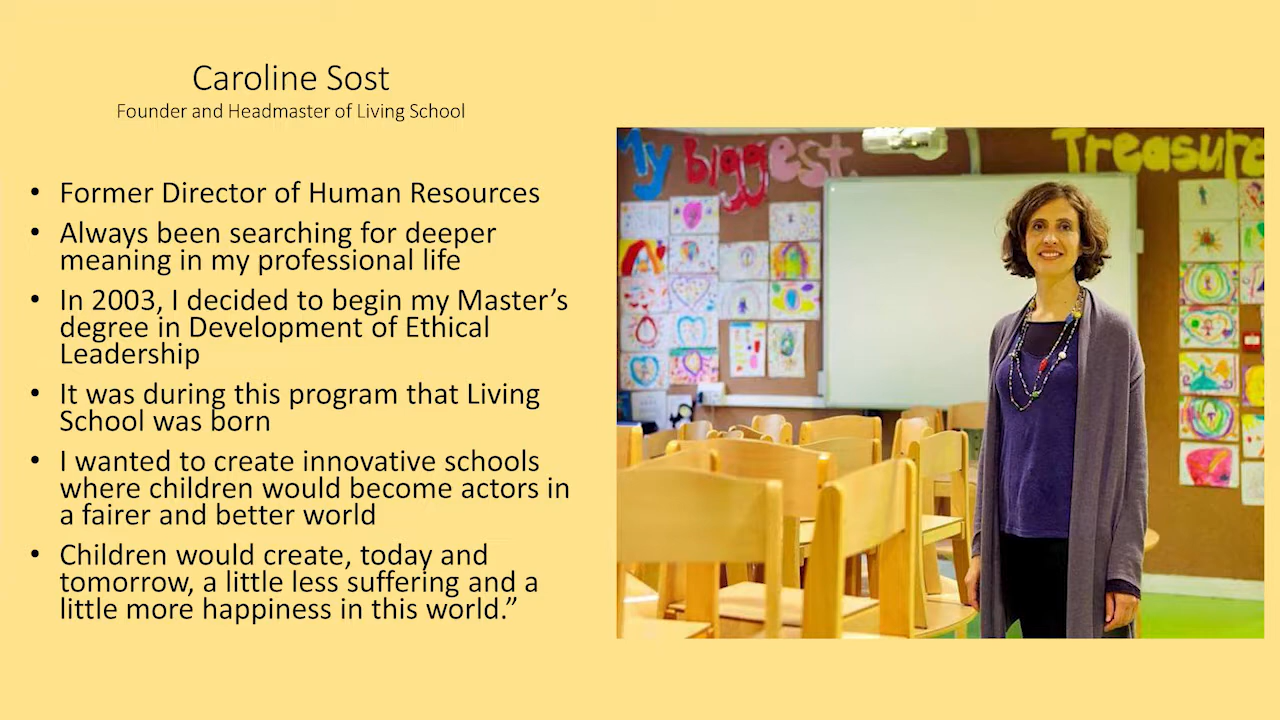 Caroline Sost
Founder and Headmaster of Living School
• Former Director of Human Resources
• Always been searching for deeper
meaning in my professional life
• In 2003, I decided to begin my Master’s
degree in Development of Ethical
Leadership
• It was during this program that Living
School was born
• I wanted to create innovative schools
where children would become actors in
a fairer and better world
• Children would create, today and
tomorrow, a little less suffering and a
little more happiness in this world.”
My Biggest Treasure